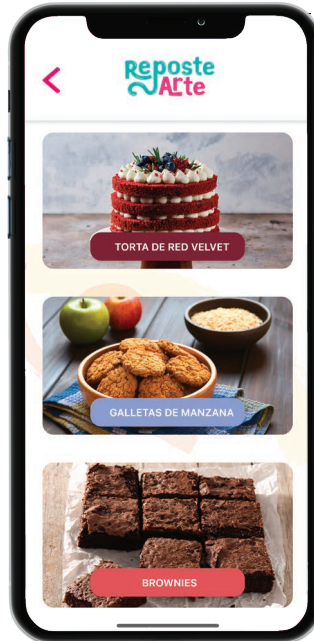 Reposte
Arte
TORTA DE RED VELVET
GALLETAS DE MANZANA
BROWNIES